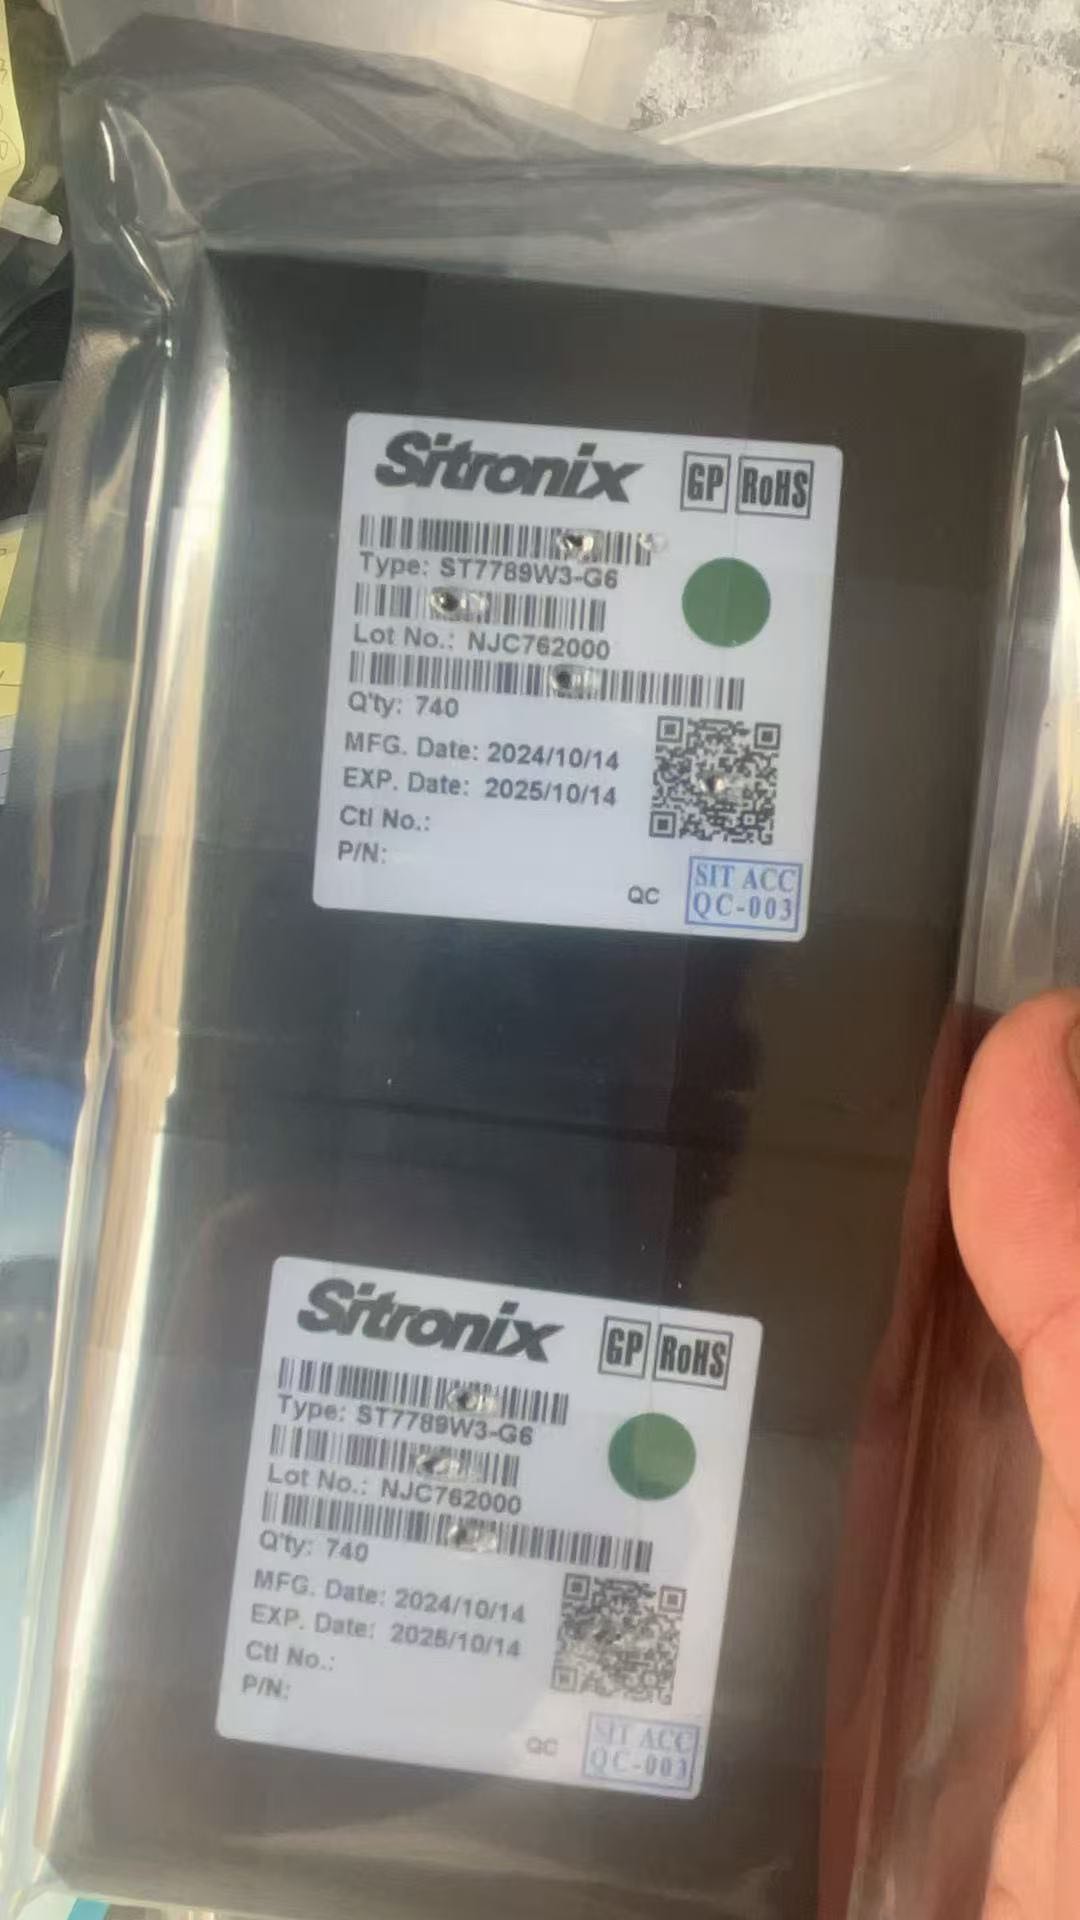 Sitronix
GP RoHS
Type: ST7789W3-G6
Lot No.: NJC762000
Q'ty: 740
MFG. Date: 2024/10/14
EXP. Date: 2025/10/14
Ctl No.:
P/N:
QC
SIT ACC
QC-003
Sitronix
GP RoHS
Type: ST7789W3-G6
Lot No.: NJC762000
Q'ty: 740
MFG. Date: 2024/10/14
EXP. Date: 2025/10/14
Ctl No.:
P/N:
QC
SIT ACC
QC-003